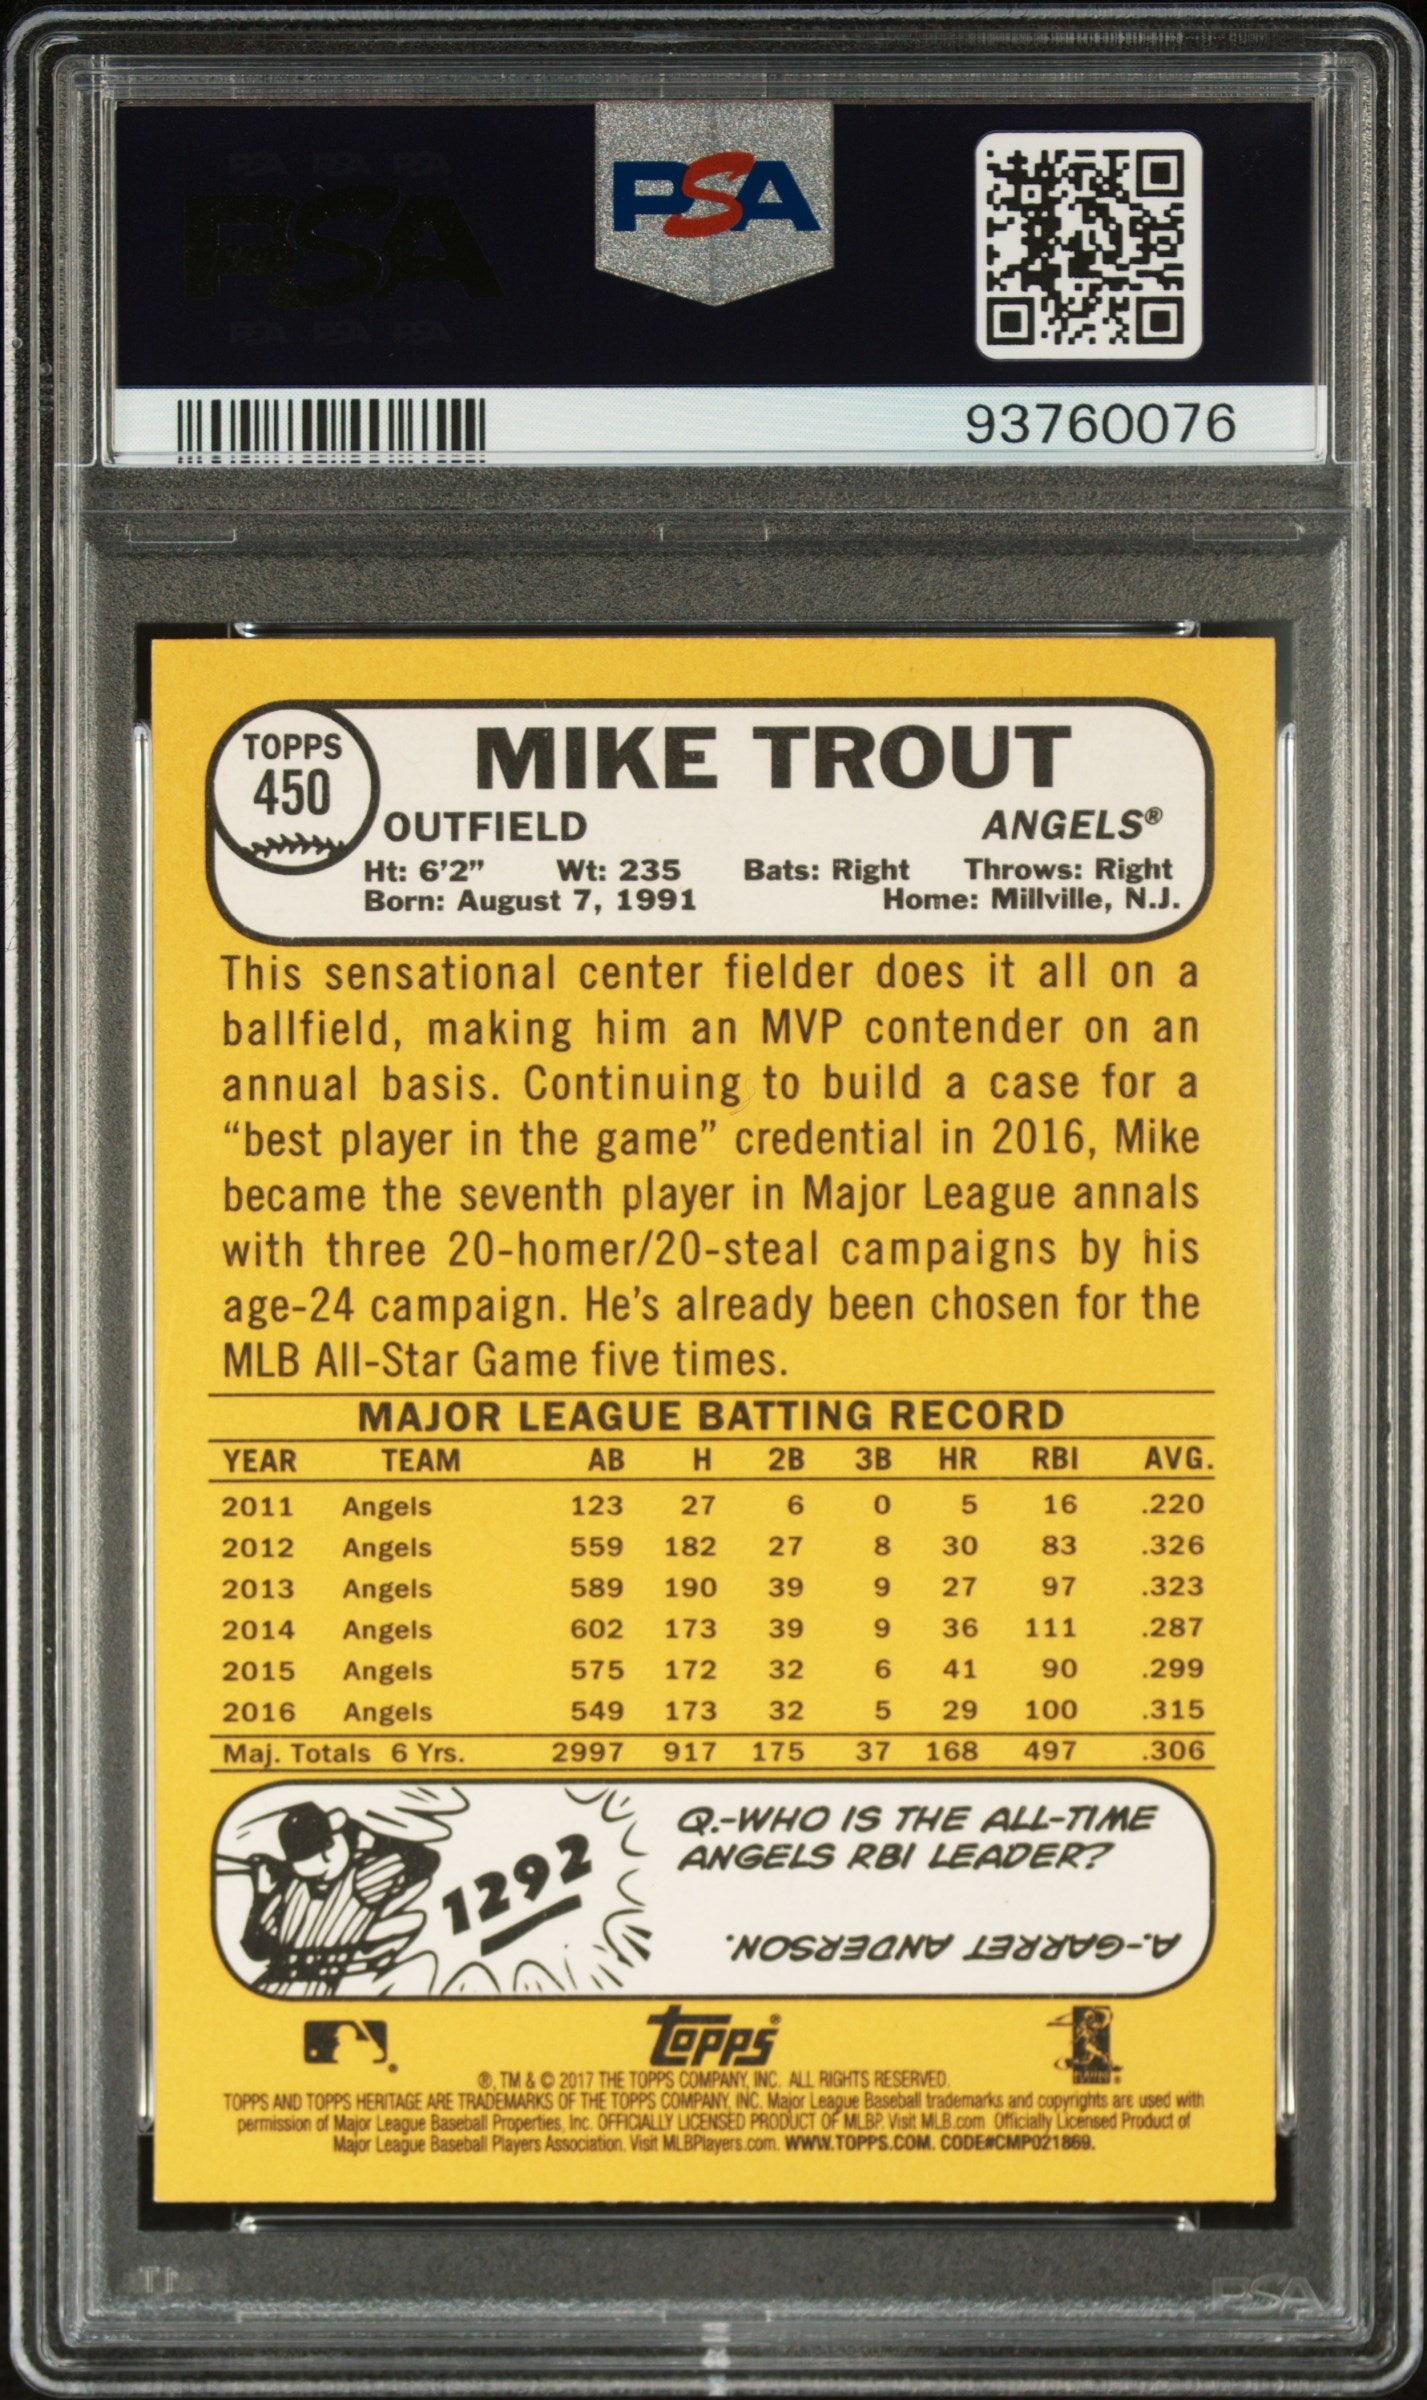 PSA PSA PSA
PSA
PSA PSA PSA
PSA
93760076
TOPPS
450
MIKE TROUT
OUTFIELD ANGELS®
Ht: 6'2" Wt: 235 Bats: Right Throws: Right
Born: August 7, 1991 Home: Millville, N.J.
This sensational center fielder does it all on a
ballfield, making him an MVP contender on an
annual basis. Continuing to build a case for a
“best player in the game” credential in 2016, Mike
became the seventh player in Major League annals
with three 20-homer/20-steal campaigns by his
age-24 campaign. He's already been chosen for the
MLB All-Star Game five times.
MAJOR LEAGUE BATTING RECORD
YEAR TEAM AB H 2B 3B HR RBI AVG.
2011 Angels 123 27 6 0 5 16 .220
2012 Angels 559 182 27 8 30 83 .326
2013 Angels 589 190 39 9 27 97 .323
2014 Angels 602 173 39 9 36 111 .287
2015 Angels 575 172 32 6 41 90 .299
2016 Angels 549 173 32 5 29 100 .315
Maj. Totals 6 Yrs. 2997 917 175 37 168 497 .306
1292
Q.-WHO IS THE ALL-TIME
ANGELS RBI LEADER?
A.-GARRET ANDERSON.
topps®
®, TM & © 2017 THE TOPPS COMPANY, INC. ALL RIGHTS RESERVED.
TOPPS AND TOPPS HERITAGE ARE TRADEMARKS OF THE TOPPS COMPANY, INC. Major League Baseball trademarks and copyrights are used with
permission of Major League Baseball Properties, Inc. OFFICIALLY LICENSED PRODUCT OF MLBP. Visit MLB.com Officially Licensed Product of
Major League Baseball Players Association. Visit MLBPlayers.com. WWW.TOPPS.COM. CODE#CMP021869.
PSA